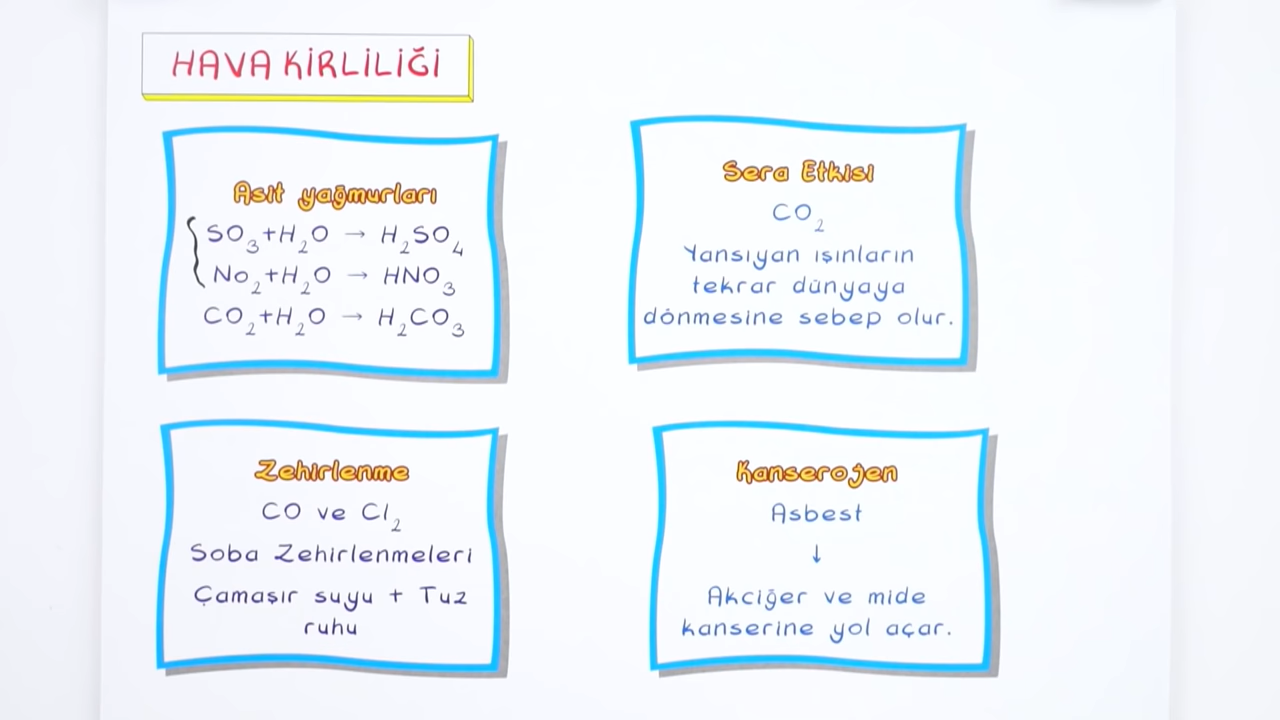 HAVA KİRLİLİĞİ
Asit yağmurları
SO₃+H₂O → H₂SO₄
No₂+H₂O → HNO₃
CO₂+H₂O → H₂CO₃
Sera Etkisi
CO₂
Yansıyan ışınların
tekrar dünyaya
dönmesine sebep olur.
Zehirlenme
CO ve Cl₂
Soba Zehirlenmeleri
Çamaşır suyu + Tuz
ruhu
Kanserojen
Asbest
↓
Akciğer ve mide
kanserine yol açar.